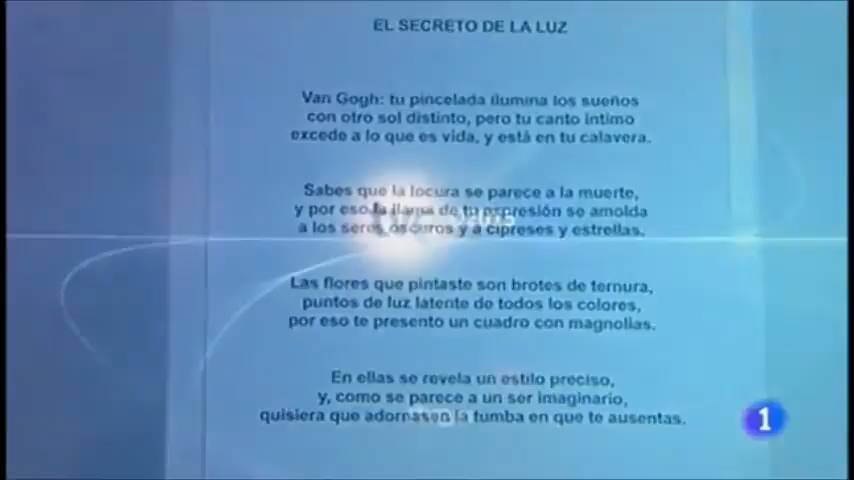 EL SECRETO DE LA LUZ
Van Gogh: tu pincelada ilumina los sueños
con otro sol distinto, pero tu canto íntimo
excede a lo que es vida, y está en tu calavera.
Sabes que la locura se parece a la muerte,
y por eso la llama de tu expresión se amolda
a los seres oscuros y a cipreses y estrellas.
Las flores que pintaste son brotes de ternura,
puntos de luz latente de todos los colores,
por eso te presento un cuadro con magnolias.
En ellas se revela un estilo preciso,
y, como se parece a un ser imaginario,
quisiera que adornasen la tumba en que te ausentas.
1